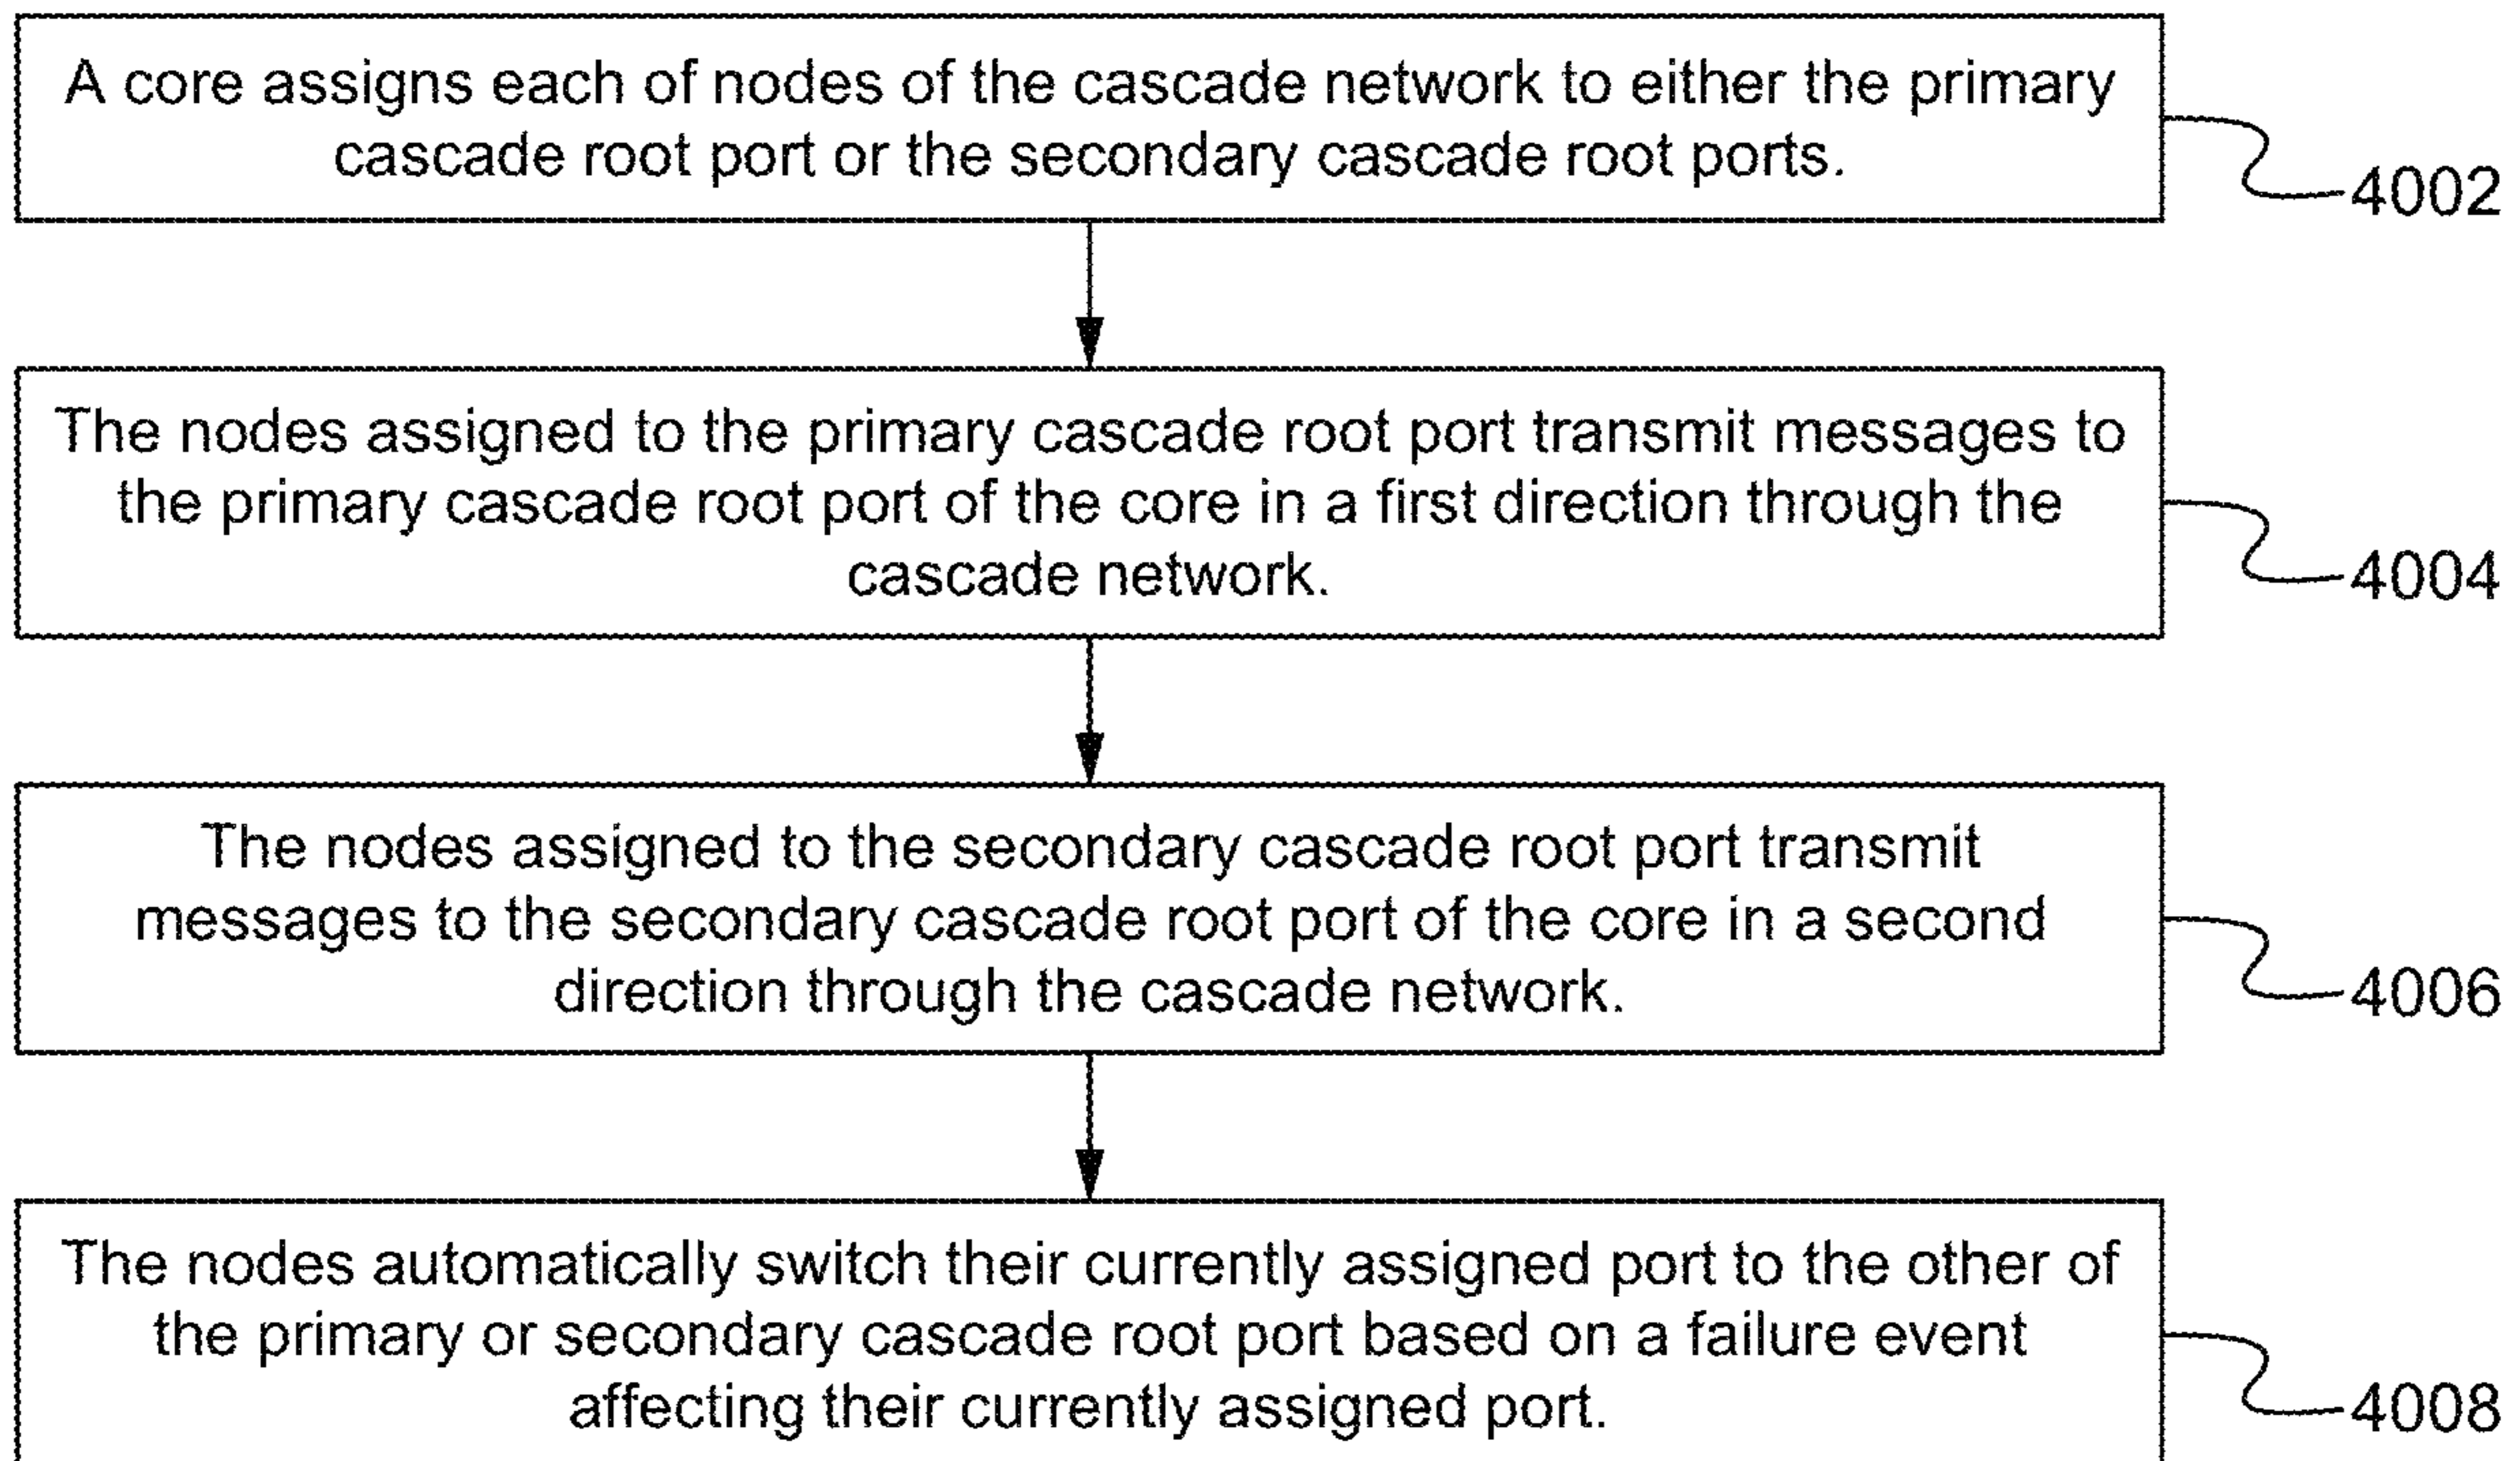 A core assigns each of nodes of the cascade network to either the primary
cascade root port or the secondary cascade root ports.
4002
The nodes assigned to the primary cascade root port transmit messages to
the primary cascade root port of the core in a first direction through the
cascade network.
4004
The nodes assigned to the secondary cascade root port transmit
messages to the secondary cascade root port of the core in a second
direction through the cascade network.
4006
The nodes automatically switch their currently assigned port to the other of
the primary or secondary cascade root port based on a failure event
affecting their currently assigned port.
4008